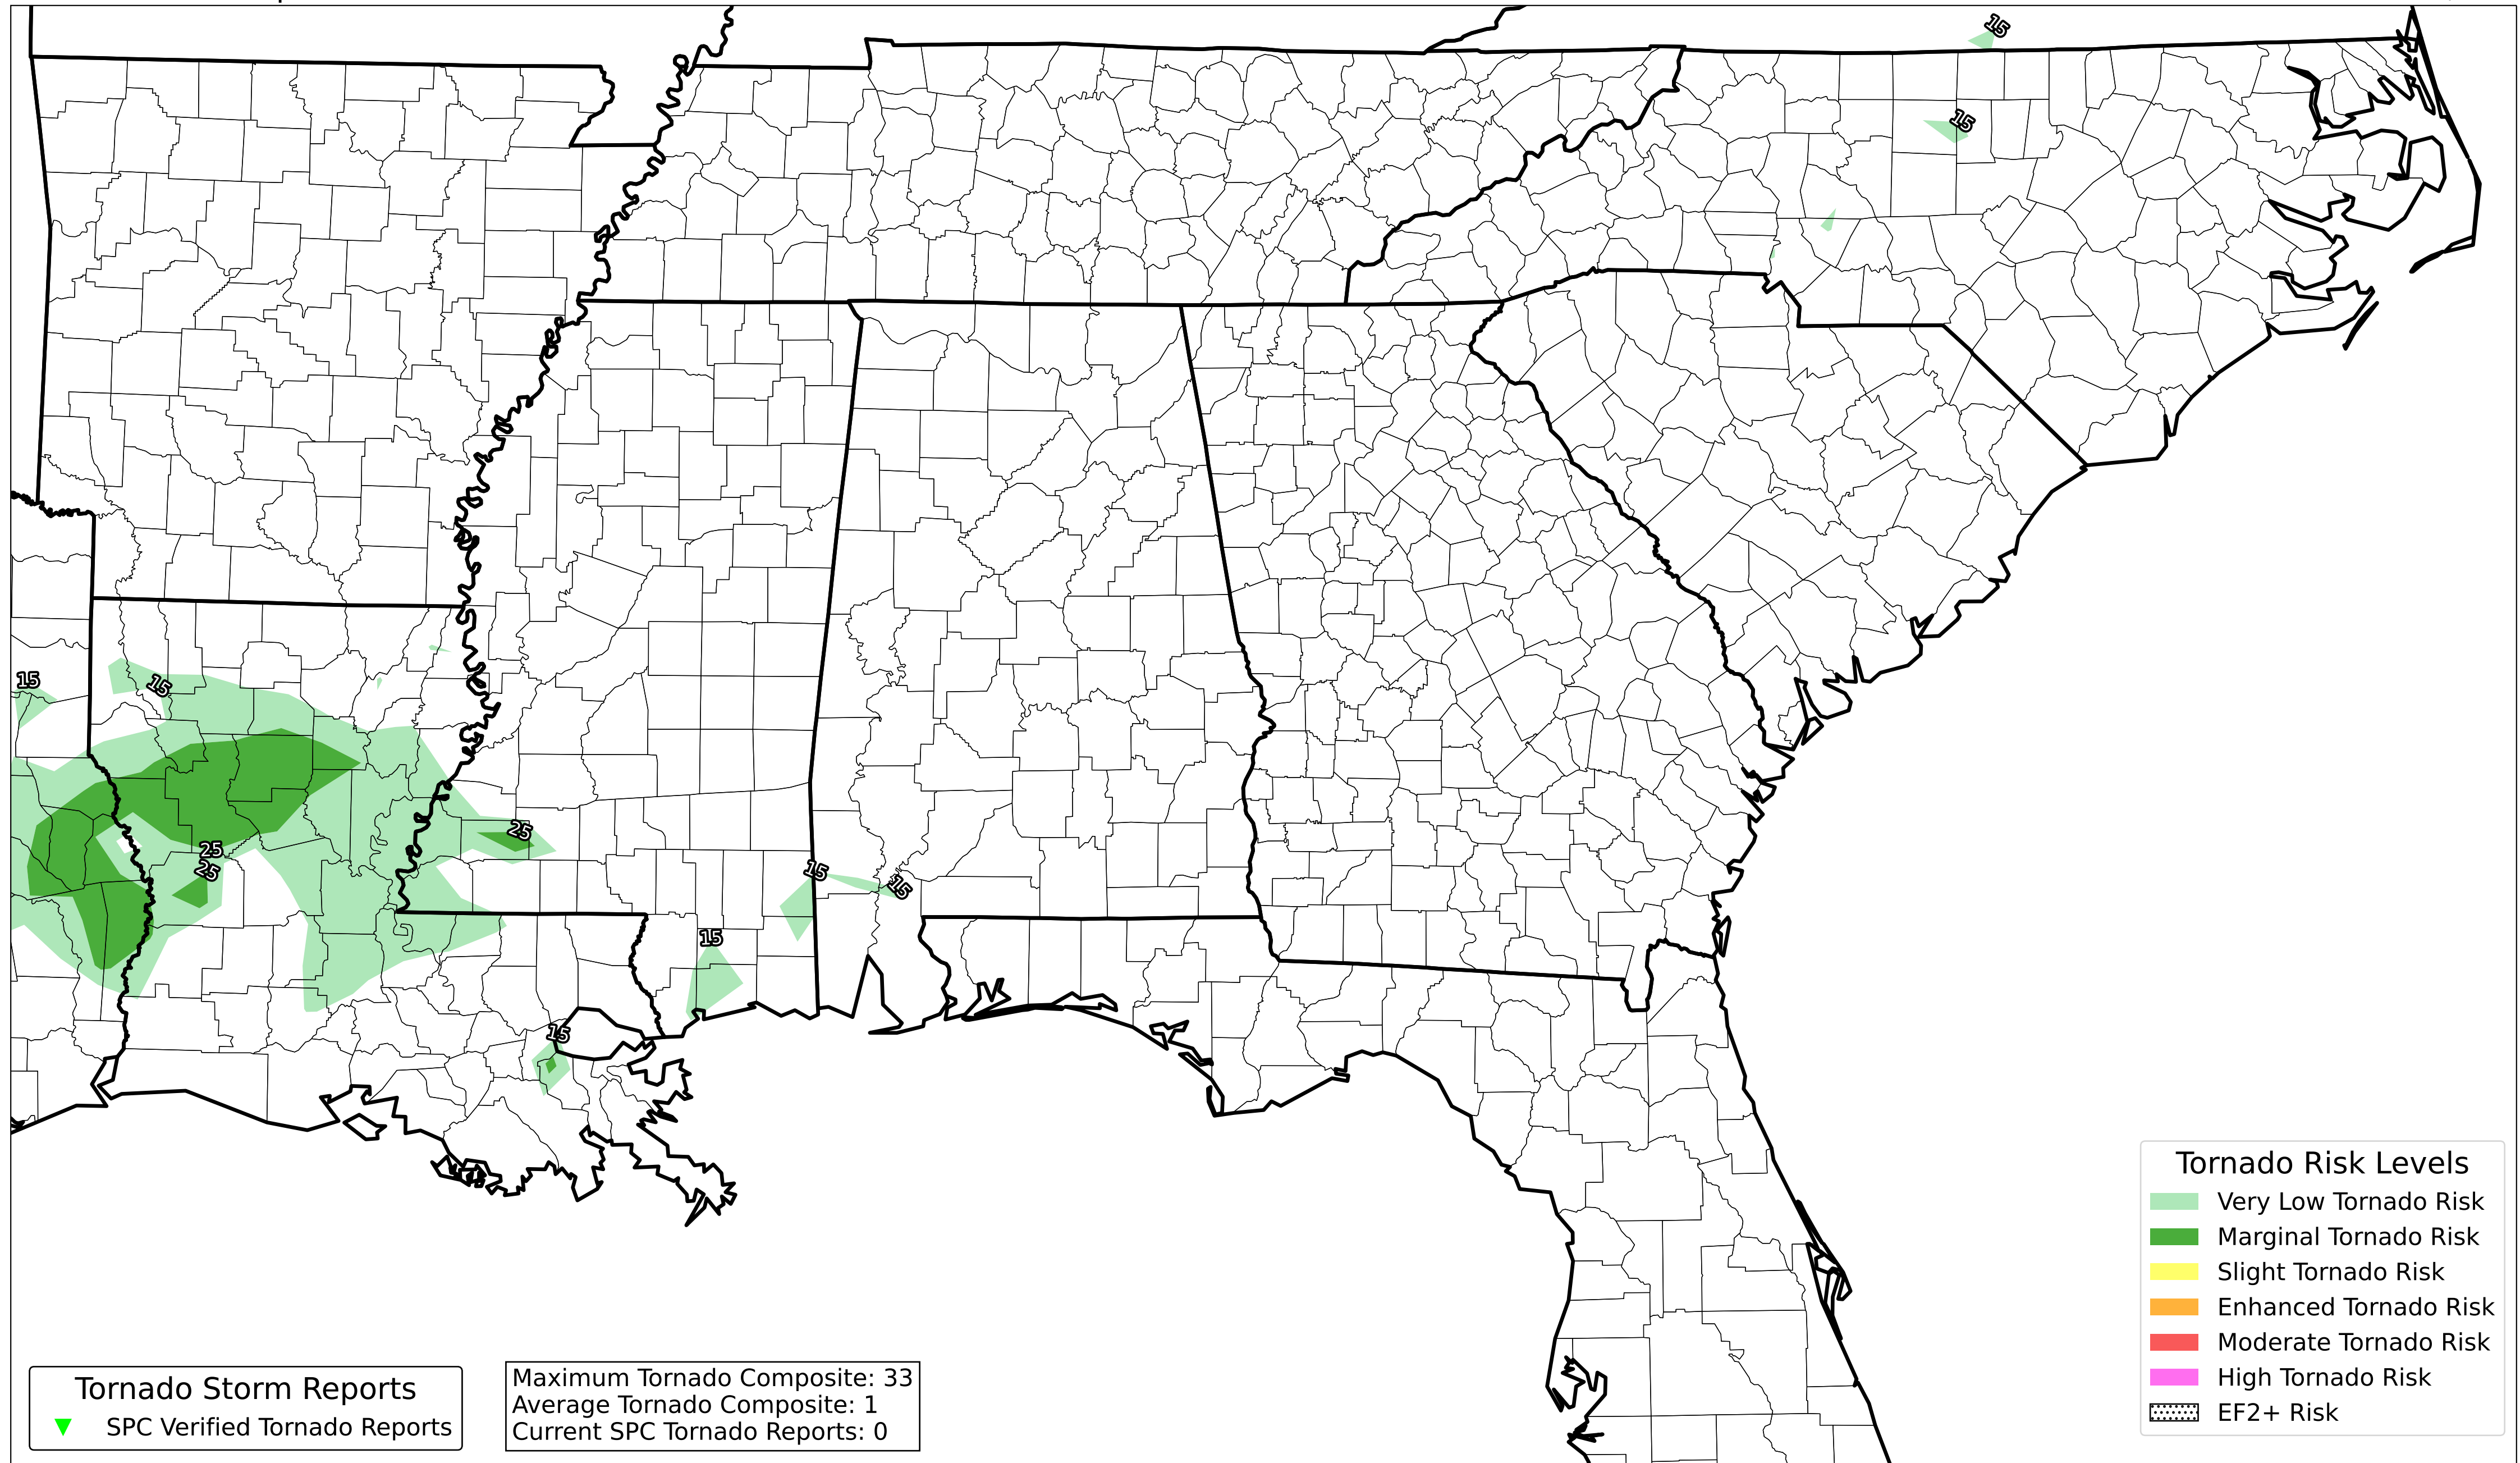 15
15
15
15
25
25
25
15
15
15
15
Tornado Risk Levels
Very Low Tornado Risk
Marginal Tornado Risk
Slight Tornado Risk
Enhanced Tornado Risk
Moderate Tornado Risk
High Tornado Risk
EF2+ Risk
Tornado Storm Reports
SPC Verified Tornado Reports
Maximum Tornado Composite: 33
Average Tornado Composite: 1
Current SPC Tornado Reports: 0